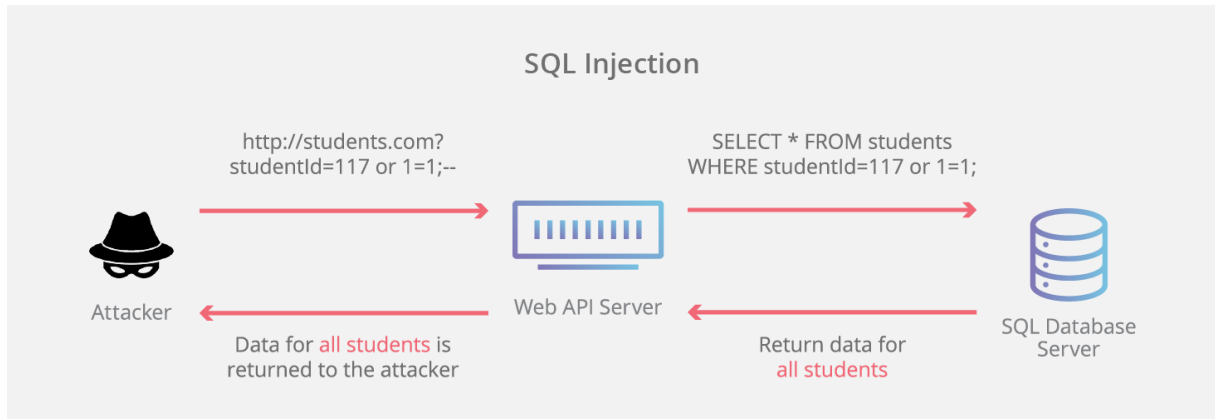 SQL Injection
http://students.com?
studentId=117 or 1=1;--
SELECT * FROM students
WHERE studentId=117 or 1=1;
Attacker
Web API Server
SQL Database
Server
Data for all students is
returned to the attacker
Return data for
all students